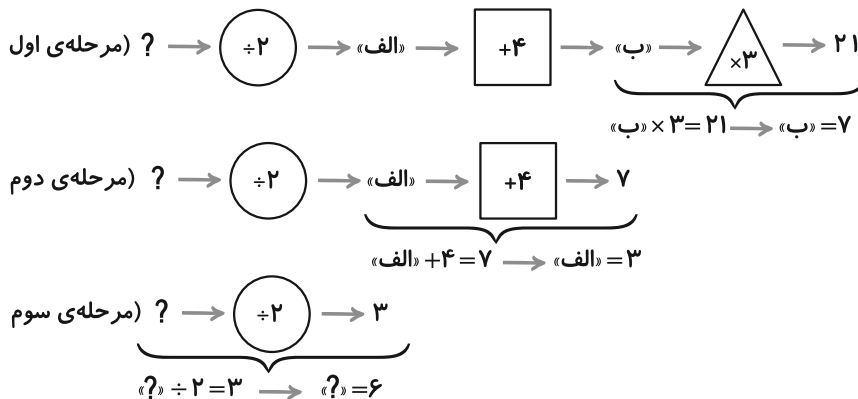 مرحله‌ی اول) ? → ÷۲ → «الف» → +۴ → «ب» → ×۳ → ۲۱
«ب» ×۳=۲۱ → «ب» =۷
مرحله‌ی دوم) ? → ÷۲ → «الف» → +۴ → ۷
«الف» +۴=۷ → «الف» =۳
مرحله‌ی سوم) ? → ÷۲ → ۳
«?» ÷۲=۳ → «?» =۶